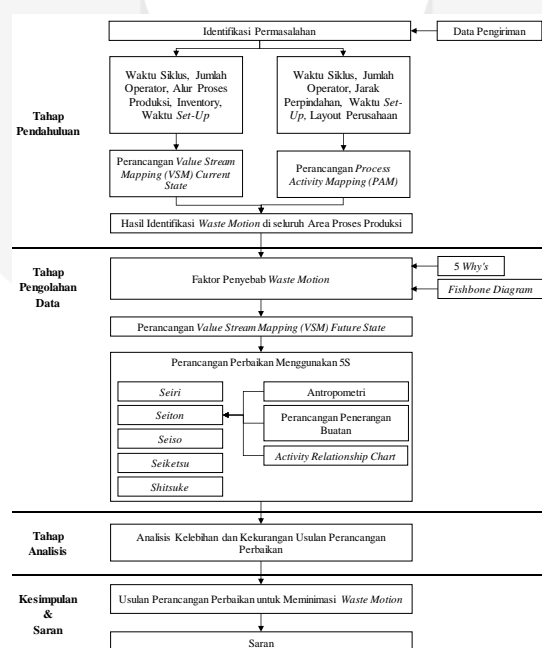 Identifikasi Permasalahan
Data Pengiriman
Tahap
Pendahuluan
Waktu Siklus, Jumlah
Operator, Alur Proses
Produksi, Inventory,
Waktu Set-Up
Waktu Siklus, Jumlah
Operator, Jarak
Perpindahan, Waktu Set-
Up, Layout Perusahaan
Perancangan Value Stream
Mapping (VSM) Current
State
Perancangan Process
Activity Mapping (PAM)
Hasil Identifikasi Waste Motion di seluruh Area Proses Produksi
Tahap
Pengolahan
Data
Faktor Penyebab Waste Motion
5 Why's
Fishbone Diagram
Perancangan Value Stream Mapping (VSM) Future State
Perancangan Perbaikan Menggunakan 5S
Seiri
Seiton
Seiso
Seiketsu
Shitsuke
Antropometri
Perancangan Penerangan
Buatan
Activity Relationship Chart
Tahap
Analisis
Analisis Kelebihan dan Kekurangan Usulan Perancangan
Perbaikan
Kesimpulan
&
Saran
Usulan Perancangan Perbaikan untuk Meminimasi Waste Motion
Saran